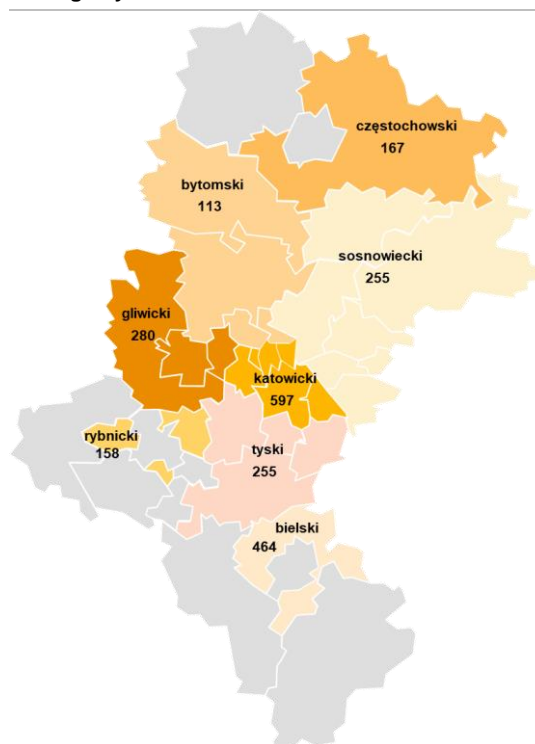 częstochowski
167
bytomski
113
sosnowiecki
255
gliwicki
280
katowicki
597
rybnicki
158
tyski
255
bielski
464